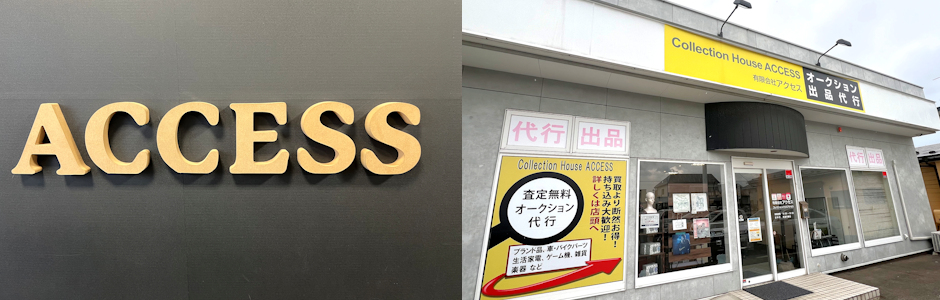 ACCESS
Collection House ACCESS
有限会社アクセス
オークション
出品代行
代行 出品
Collection House ACCESS
査定無料
オークション
代行
買取より断然お得!
持ち込み大歓迎!
詳しくは店頭へ
ブランド品、車・バイクパーツ
生活家電、ゲーム機、雑貨
楽器 など
代行 出品